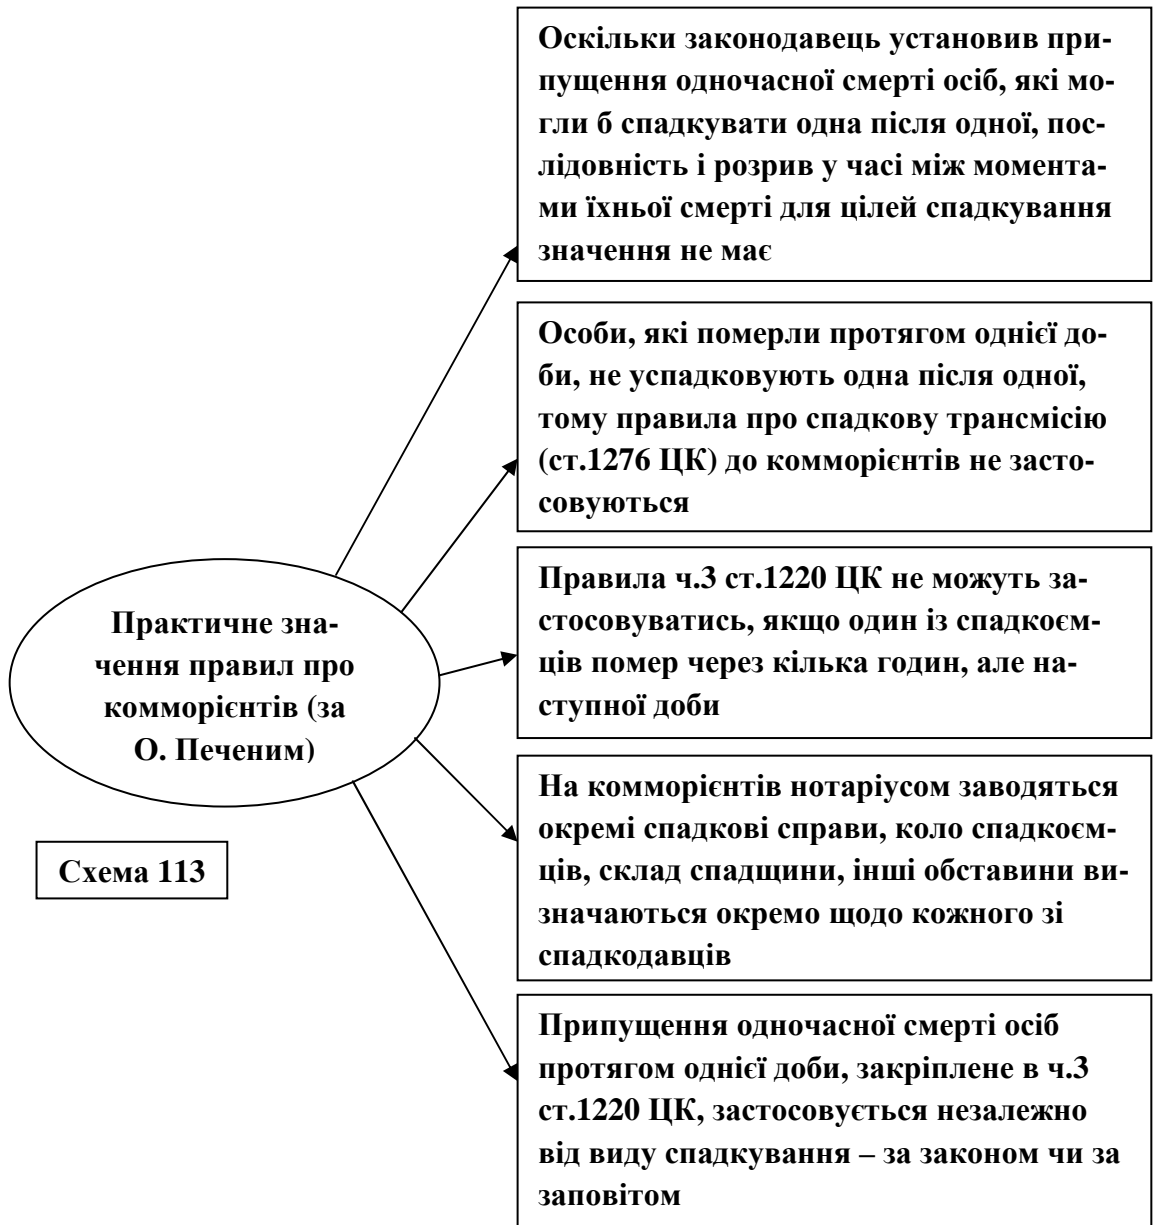 Оскільки законодавець установив при-
пущення одночасної смерті осіб, які мо-
гли б спадкувати одна після одної, пос-
лідовність і розрив у часі між момента-
ми їхньої смерті для цілей спадкування
значення не має
Особи, які померли протягом однієї до-
би, не успадковують одна після одної,
тому правила про спадкову трансмісію
(ст.1276 ЦК) до комморієнтів не засто-
совуються
Правила ч.3 ст.1220 ЦК не можуть за-
стосовуватись, якщо один із спадкоєм-
ців помер через кілька годин, але на-
ступної доби
Практичне зна-
чення правил про
комморієнтів (за
О. Печеним)
На комморієнтів нотаріусом заводяться
окремі спадкові справи, коло спадкоєм-
ців, склад спадщини, інші обставини ви-
значаються окремо щодо кожного зі
спадкодавців
Схема 113
Припущення одночасної смерті осіб
протягом однієї доби, закріплене в ч.3
ст.1220 ЦК, застосовується незалежно
від виду спадкування – за законом чи за
заповітом